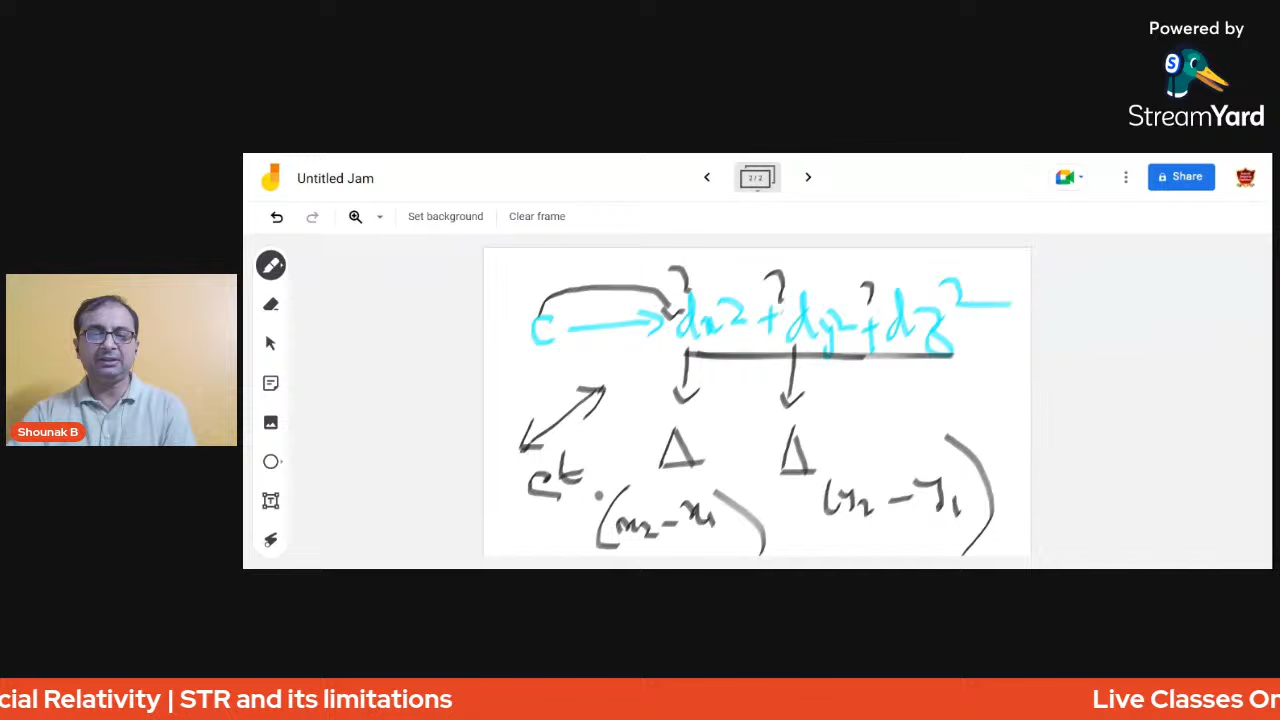 Powered by
StreamYard
Untitled Jam
2 / 2
Share
Set background
Clear frame
? ? ?
c → dx2 + dy2 + dz2
ct
Δ Δ
(x2 - x1) (y2 - y1)
Shounak B
cial Relativity | STR and its limitations
Live Classes On